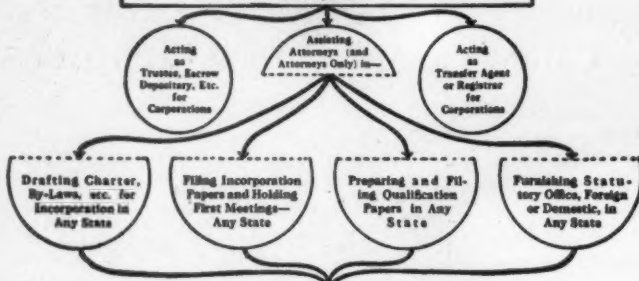 Acting
as
Trustee, Escrow
Depositary, Etc.
for
Corporations
Assisting
Attorneys (and
Attorneys Only) in—
Acting
as
Transfer Agent
or Registrar
for
Corporations
Drafting Charter,
By-Laws, etc. for
Incorporation in
Any State
Filing Incorporation
Papers and Holding
First Meetings—
Any State
Preparing and Fil-
ing Qualification
Papers in Any
State
Furnishing Statu-
tory Office, Foreign
or Domestic, in
Any State